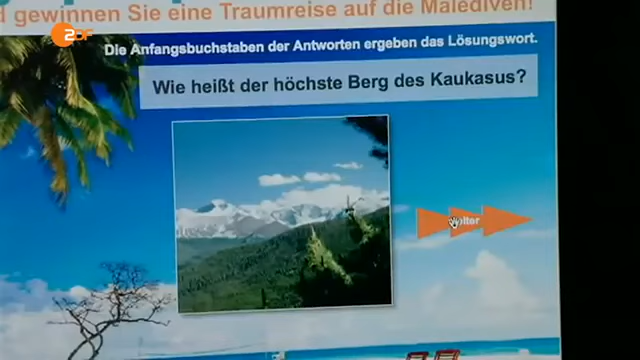 gewinnen Sie eine Traumreise auf die Malediven!
ZDF
Die Anfangsbuchstaben der Antworten ergeben das Lösungswort.
Wie heißt der höchste Berg des Kaukasus?